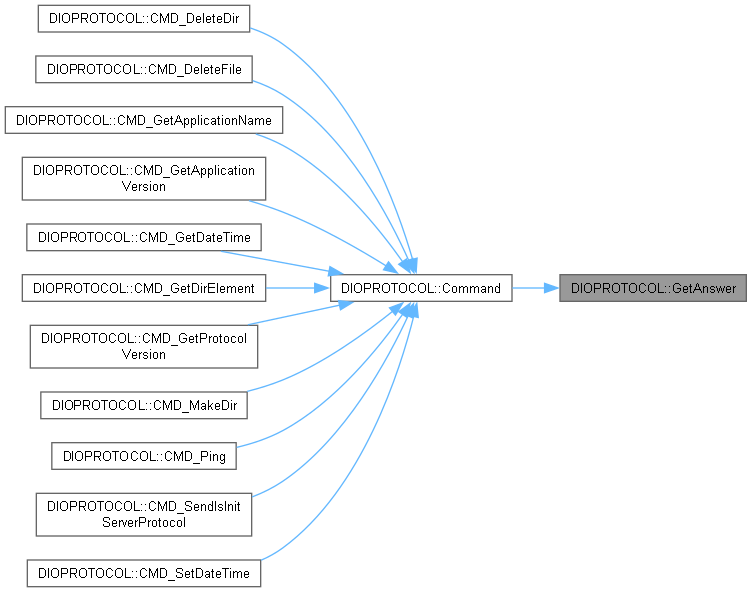 DIOPROTOCOL::CMD_DeleteDir
DIOPROTOCOL::CMD_DeleteFile
DIOPROTOCOL::CMD_GetApplicationName
DIOPROTOCOL::CMD_GetApplication
Version
DIOPROTOCOL::CMD_GetDateTime
DIOPROTOCOL::CMD_GetDirElement
DIOPROTOCOL::Command
DIOPROTOCOL::GetAnswer
DIOPROTOCOL::CMD_GetProtocol
Version
DIOPROTOCOL::CMD_MakeDir
DIOPROTOCOL::CMD_Ping
DIOPROTOCOL::CMD_SendIsInit
ServerProtocol
DIOPROTOCOL::CMD_SetDateTime